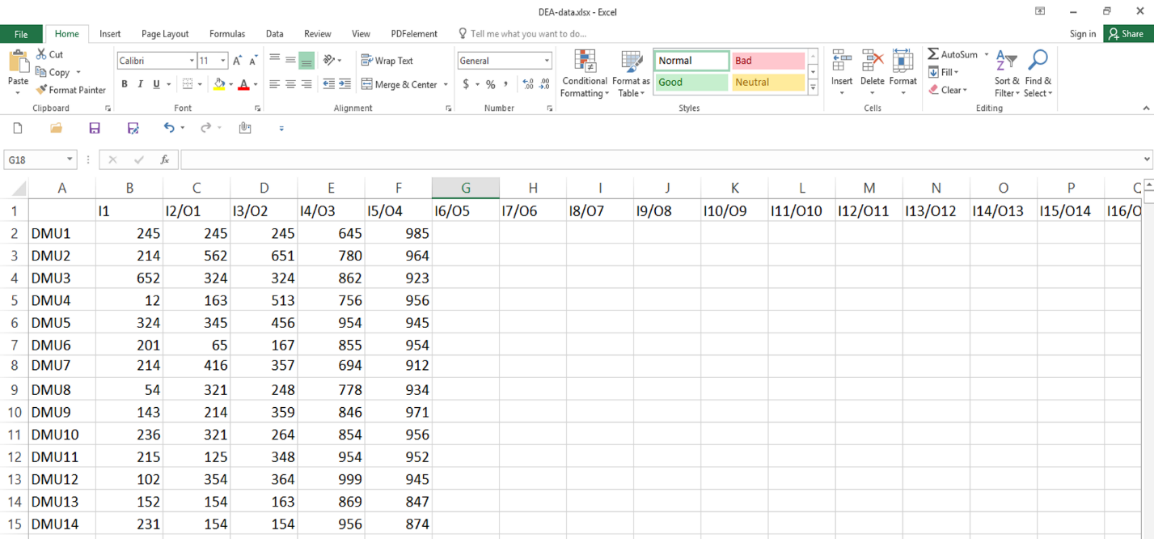 DEA-data.xlsx - Excel
File Home Insert Page Layout Formulas Data Review View PDFelement Tell me what you want to do... Sign in Share
Paste Cut Copy Format Painter
Calibri 11
B I U A
Wrap Text
Merge & Center
General
$ % ,
Conditional Formatting Format as Table
Normal Bad
Good Neutral
Insert Delete Format
AutoSum
Fill
Clear
Sort & Filter Find & Select
Clipboard Font Alignment Number Styles Cells Editing
G18 fx
A B C D E F G H I J K L M N O P Q
1 I1 I2/O1 I3/O2 I4/O3 I5/O4 I6/O5 I7/O6 I8/O7 I9/O8 I10/O9 I11/O10 I12/O11 I13/O12 I14/O13 I15/O14 I16/O
2 DMU1 245 245 245 645 985
3 DMU2 214 562 651 780 964
4 DMU3 652 324 324 862 923
5 DMU4 12 163 513 756 956
6 DMU5 324 345 456 954 945
7 DMU6 201 65 167 855 954
8 DMU7 214 416 357 694 912
9 DMU8 54 321 248 778 934
10 DMU9 143 214 359 846 971
11 DMU10 236 321 264 854 956
12 DMU11 215 125 348 954 952
13 DMU12 102 354 364 999 945
14 DMU13 152 154 163 869 847
15 DMU14 231 154 154 956 874